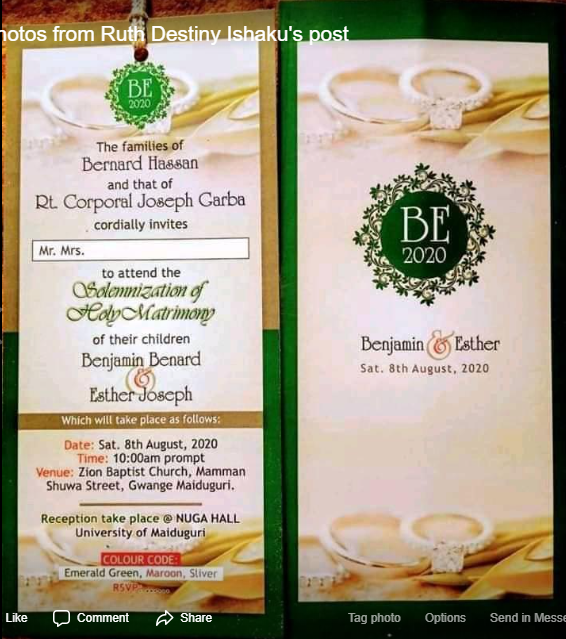 hotos from Ruth Destiny Ishaku's post
BE
2020
The families of
Bernard Hassan
and that of
Rt. Corporal Joseph Garba
cordially invites
Mr. Mrs.
to attend the
Solemnization of
Holy Matrimony
of their children
Benjamin Benard
&
Esther Joseph
Which will take place as follows:
Date: Sat. 8th August, 2020
Time: 10:00am prompt
Venue: Zion Baptist Church, Mamman
Shuwa Street, Gwange Maiduguri.
Reception take place @ NUGA HALL
University of Maiduguri
COLOUR CODE:
Emerald Green, Maroon, Sliver
RSVP
BE
2020
Benjamin & Esther
Sat. 8th August, 2020
Like Comment Share Tag photo Options Send in Messe